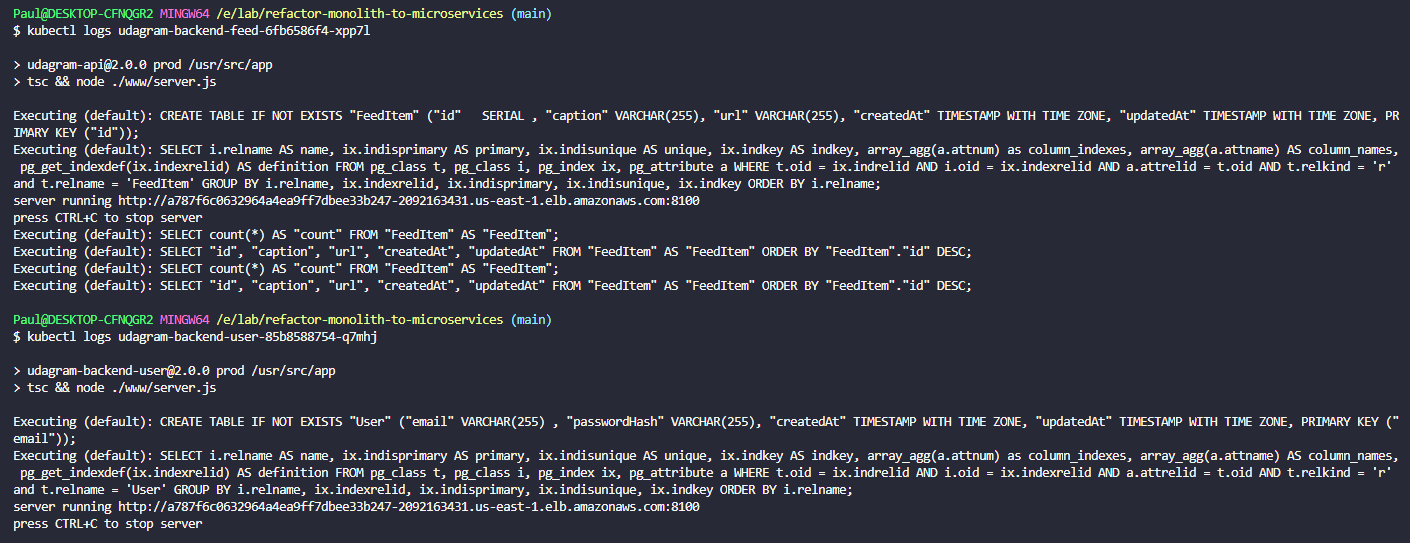 Paul@DESKTOP-CFNQGR2 MINGW64 /e/lab/refactor-monolith-to-microservices (main)
$ kubectl logs udagram-backend-feed-6fb6586f4-xpp7l
> udagram-api@2.0.0 prod /usr/src/app
> tsc && node ./www/server.js
Executing (default): CREATE TABLE IF NOT EXISTS "FeedItem" ("id"   SERIAL , "caption" VARCHAR(255), "url" VARCHAR(255), "createdAt" TIMESTAMP WITH TIME ZONE, "updatedAt" TIMESTAMP WITH TIME ZONE, PR
IMARY KEY ("id"));
Executing (default): SELECT i.relname AS name, ix.indisprimary AS primary, ix.indisunique AS unique, ix.indkey AS indkey, array_agg(a.attnum) as column_indexes, array_agg(a.attname) AS column_names,
 pg_get_indexdef(ix.indexrelid) AS definition FROM pg_class t, pg_class i, pg_index ix, pg_attribute a WHERE t.oid = ix.indrelid AND i.oid = ix.indexrelid AND a.attrelid = t.oid AND t.relkind = 'r'
and t.relname = 'FeedItem' GROUP BY i.relname, ix.indexrelid, ix.indisprimary, ix.indisunique, ix.indkey ORDER BY i.relname;
server running http://a787f6c0632964a4ea9ff7dbee33b247-2092163431.us-east-1.elb.amazonaws.com:8100
press CTRL+C to stop server
Executing (default): SELECT count(*) AS "count" FROM "FeedItem" AS "FeedItem";
Executing (default): SELECT "id", "caption", "url", "createdAt", "updatedAt" FROM "FeedItem" AS "FeedItem" ORDER BY "FeedItem"."id" DESC;
Executing (default): SELECT count(*) AS "count" FROM "FeedItem" AS "FeedItem";
Executing (default): SELECT "id", "caption", "url", "createdAt", "updatedAt" FROM "FeedItem" AS "FeedItem" ORDER BY "FeedItem"."id" DESC;
Paul@DESKTOP-CFNQGR2 MINGW64 /e/lab/refactor-monolith-to-microservices (main)
$ kubectl logs udagram-backend-user-85b8588754-q7mhj
> udagram-backend-user@2.0.0 prod /usr/src/app
> tsc && node ./www/server.js
Executing (default): CREATE TABLE IF NOT EXISTS "User" ("email" VARCHAR(255) , "passwordHash" VARCHAR(255), "createdAt" TIMESTAMP WITH TIME ZONE, "updatedAt" TIMESTAMP WITH TIME ZONE, PRIMARY KEY ("
email"));
Executing (default): SELECT i.relname AS name, ix.indisprimary AS primary, ix.indisunique AS unique, ix.indkey AS indkey, array_agg(a.attnum) as column_indexes, array_agg(a.attname) AS column_names,
 pg_get_indexdef(ix.indexrelid) AS definition FROM pg_class t, pg_class i, pg_index ix, pg_attribute a WHERE t.oid = ix.indrelid AND i.oid = ix.indexrelid AND a.attrelid = t.oid AND t.relkind = 'r'
and t.relname = 'User' GROUP BY i.relname, ix.indexrelid, ix.indisprimary, ix.indisunique, ix.indkey ORDER BY i.relname;
server running http://a787f6c0632964a4ea9ff7dbee33b247-2092163431.us-east-1.elb.amazonaws.com:8100
press CTRL+C to stop server